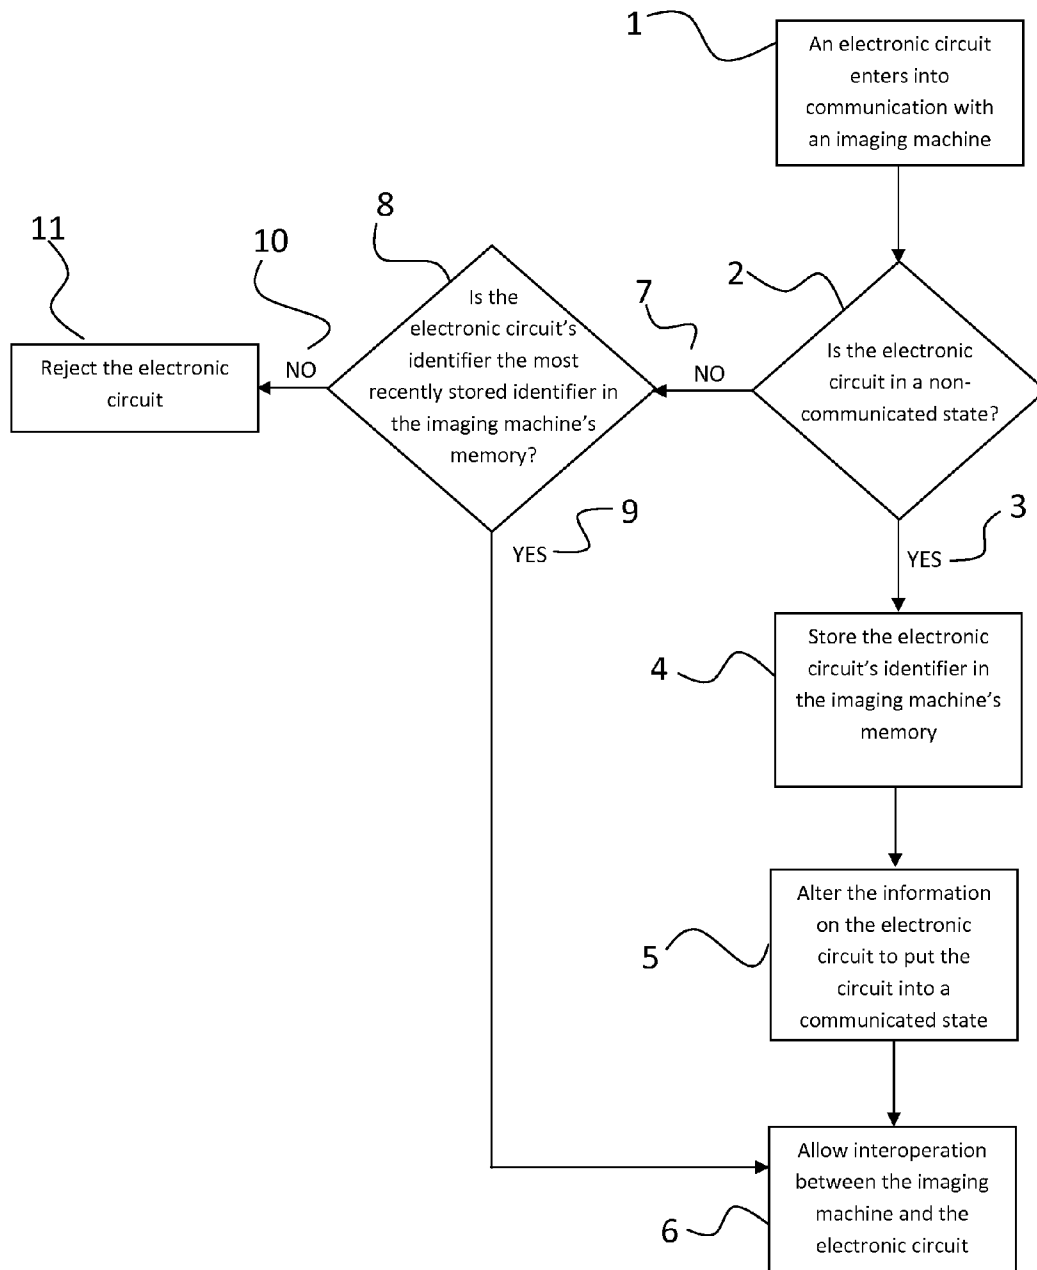 1
An electronic circuit
enters into
communication with
an imaging machine
2
Is the electronic
circuit in a non-
communicated state?
3
YES
4
Store the electronic
circuit's identifier in
the imaging machine's
memory
5
Alter the information
on the electronic
circuit to put the
circuit into a
communicated state
6
Allow interoperation
between the imaging
machine and the
electronic circuit
7
NO
8
Is the
electronic circuit's
identifier the most
recently stored identifier in
the imaging machine's
memory?
9
YES
10
NO
11
Reject the electronic
circuit